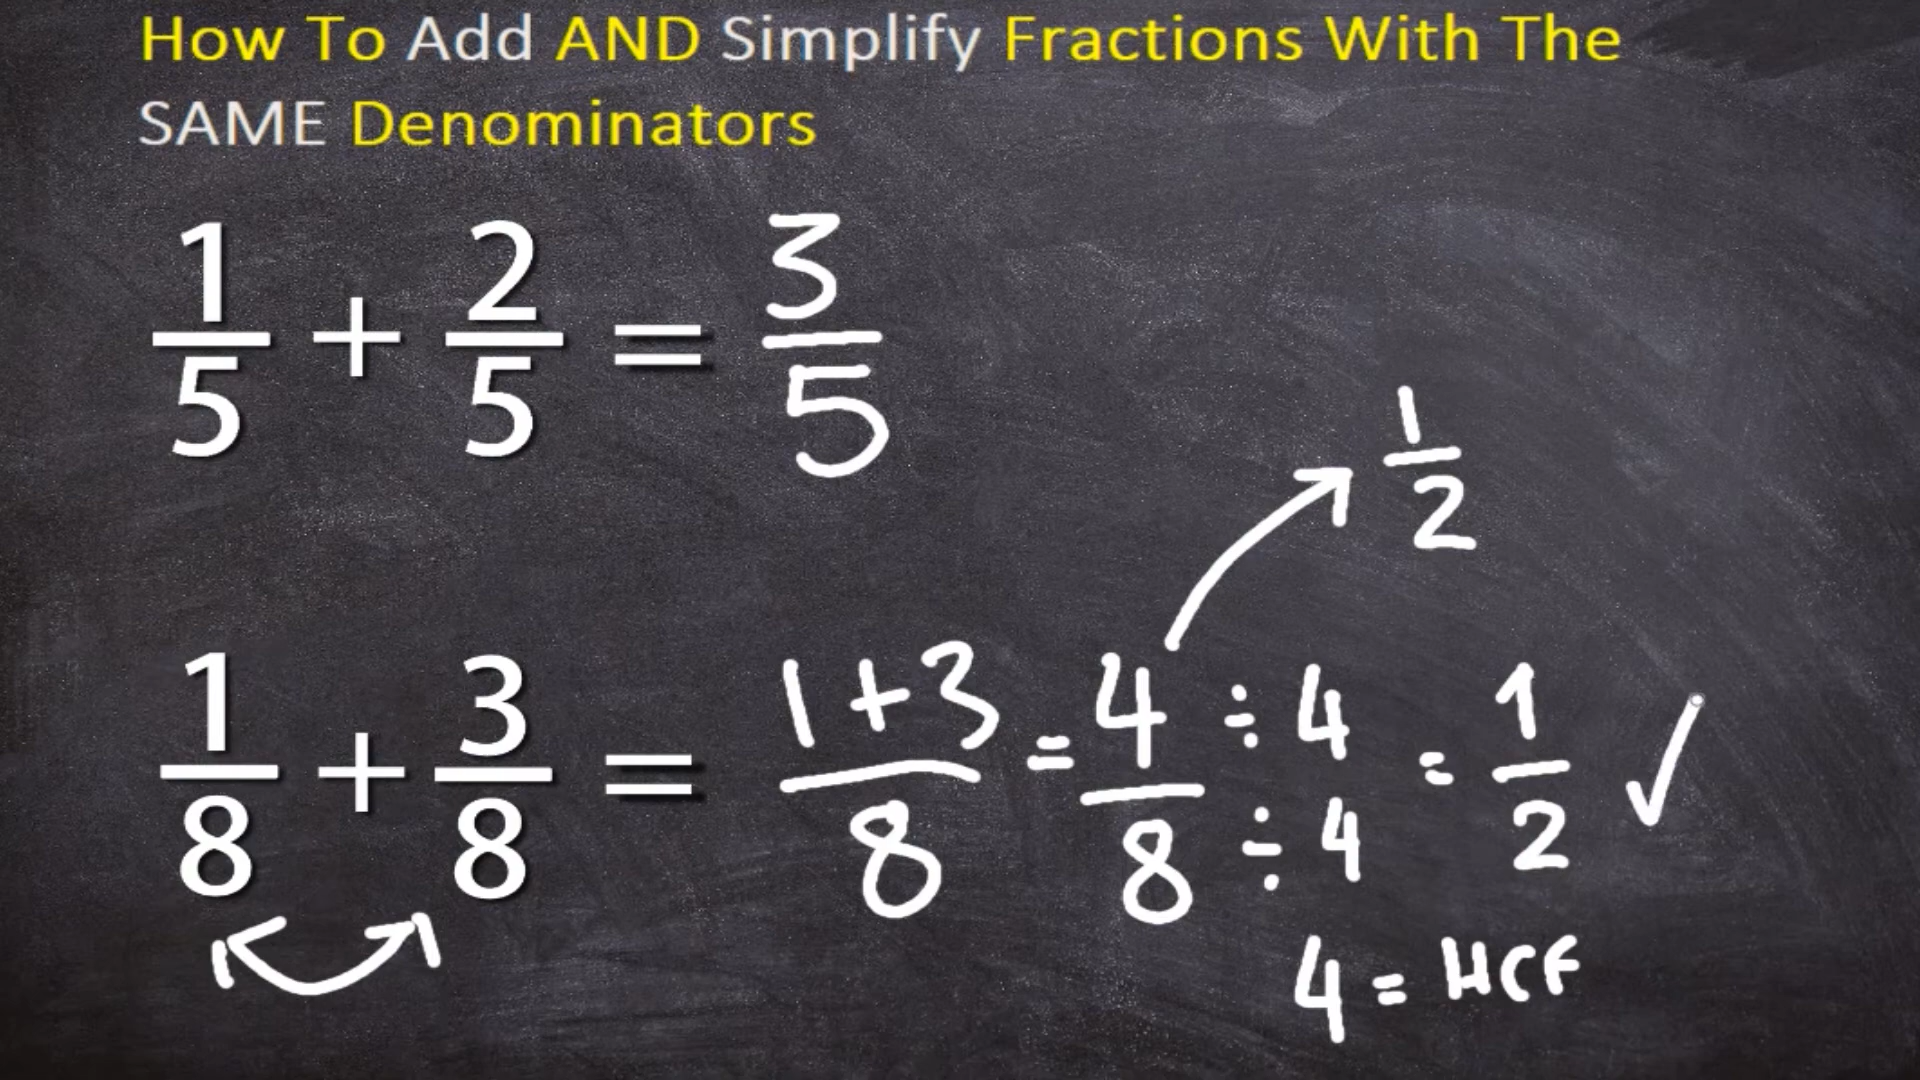 How To Add AND Simplify Fractions With The
SAME Denominators
1/5 + 2/5 = 3/5
1/2
1/8 + 3/8 = 1+3/8 = 4/8 ÷ 4/÷ 4 = 1/2 ✓
4 = HCF